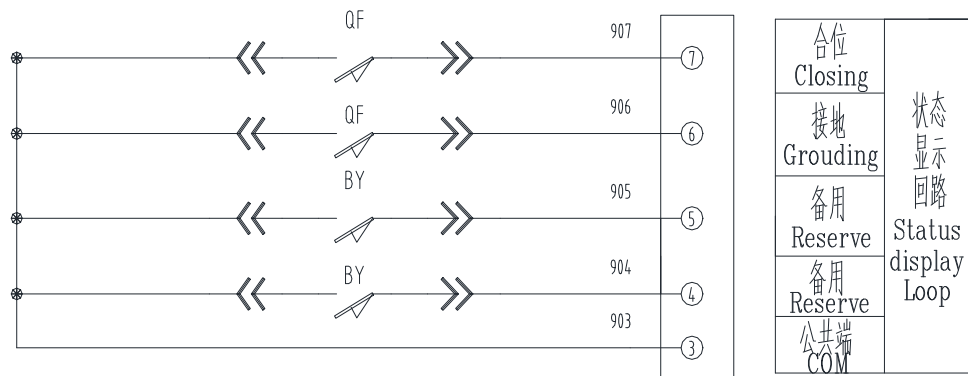 QF
907
7
QF
906
6
BY
905
5
BY
904
4
903
3
合位
Closing
接地
Grouding
备用
Reserve
备用
Reserve
公共端
COM
状态
显示
回路
Status
display
Loop